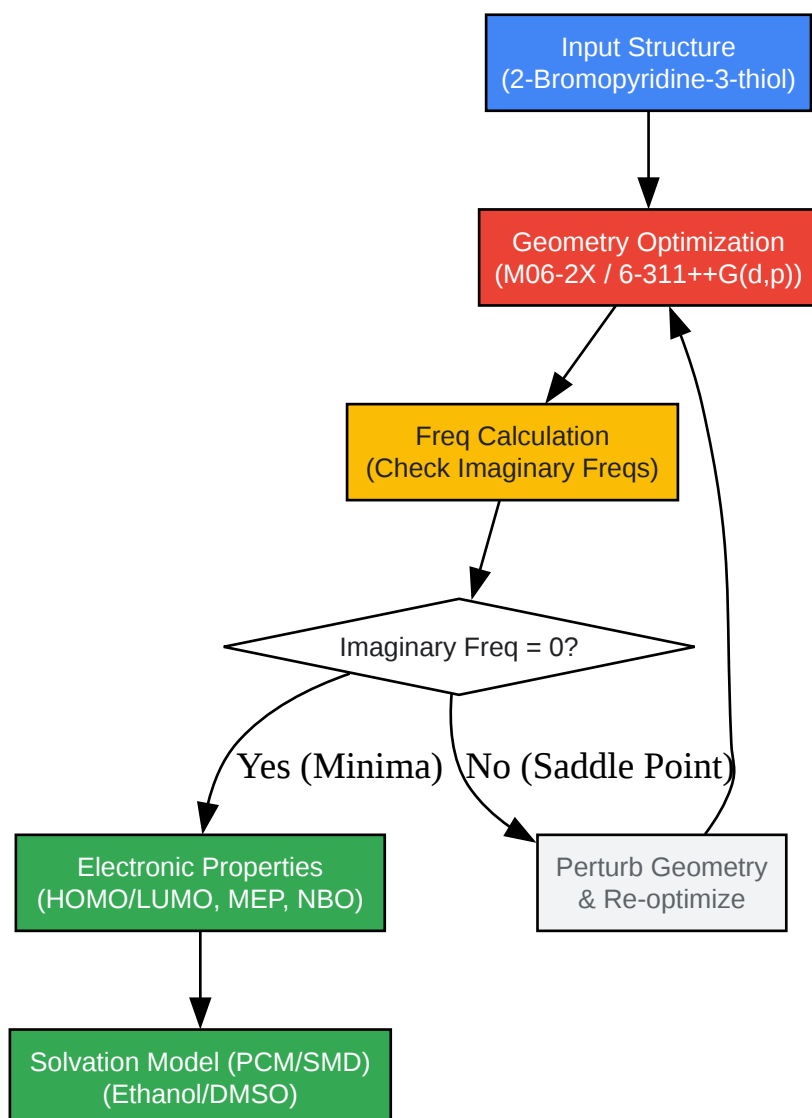 Input Structure
(2-Bromopyridine-3-thiol)
Geometry Optimization
(M06-2X / 6-311++G(d,p))
Freq Calculation
(Check Imaginary Freqs)
Imaginary Freq = 0?
Yes (Minima)
No (Saddle Point)
Electronic Properties
(HOMO/LUMO, MEP, NBO)
Perturb Geometry
& Re-optimize
Solvation Model (PCM/SMD)
(Ethanol/DMSO)